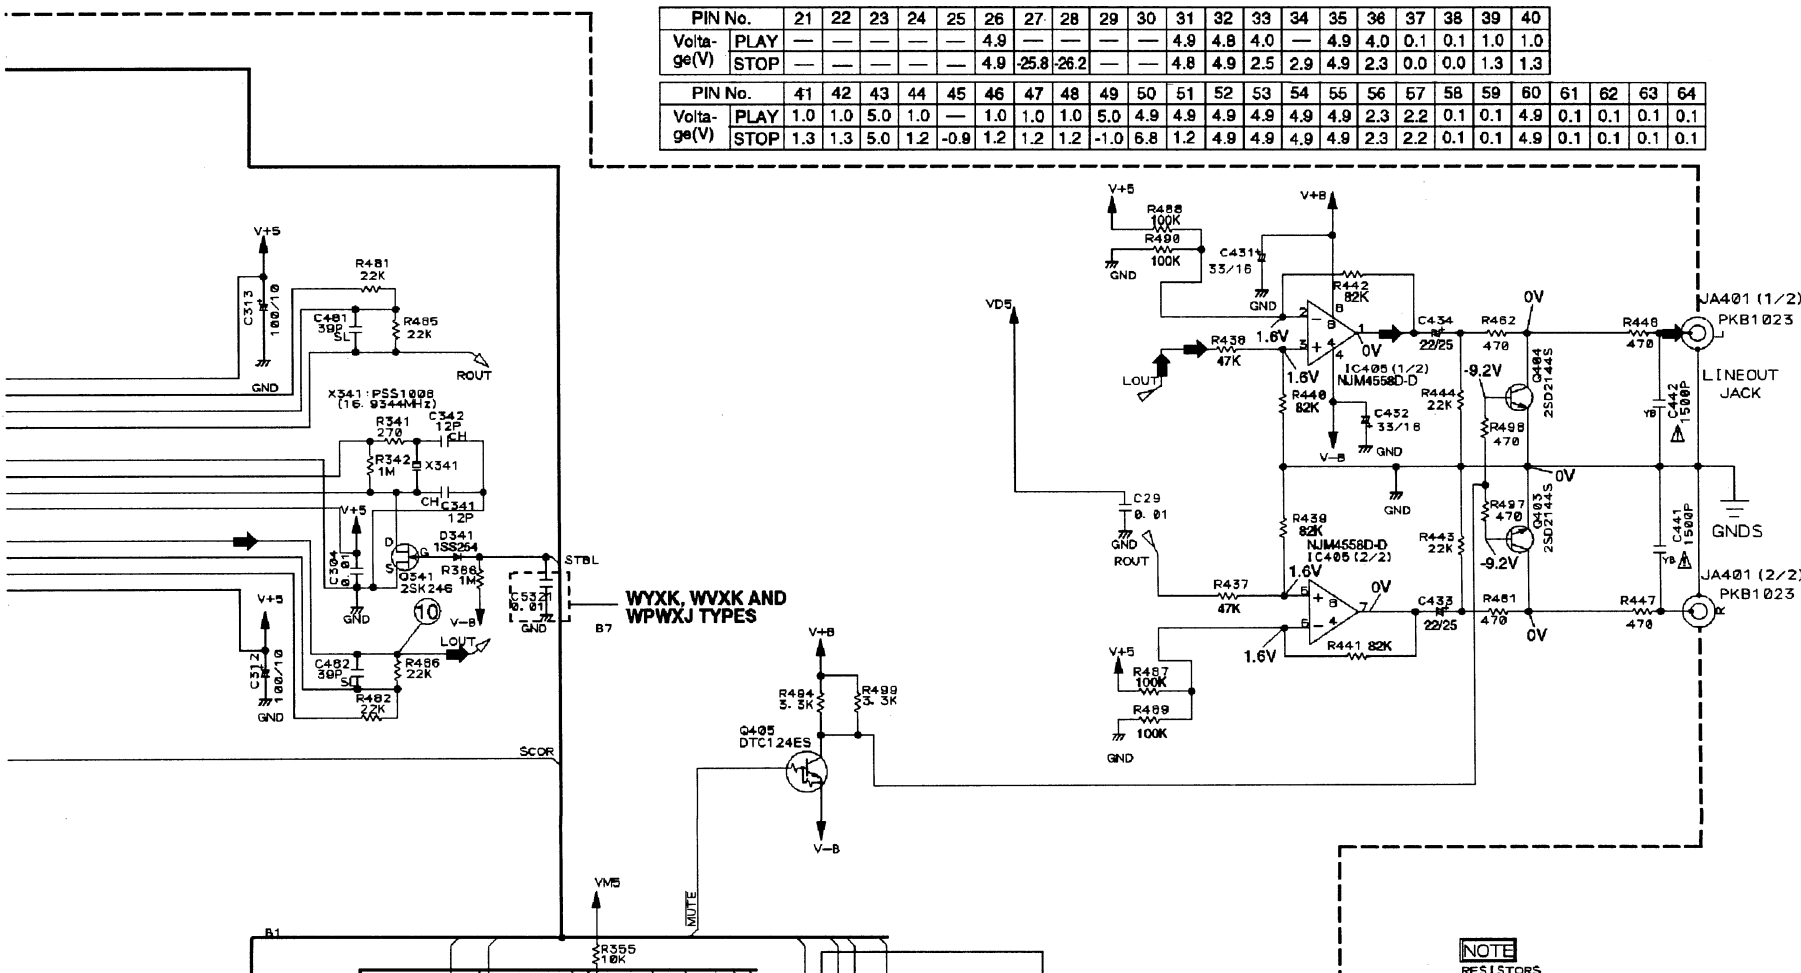 PIN No. 21 22 23 24 25 26 27 28 29 30 31 32 33 34 35 36 37 38 39 40
Volta-ge(V) PLAY — — — — — 4.9 — — — — 4.9 4.8 4.0 — 4.9 4.0 0.1 0.1 1.0 1.0
STOP — — — — — 4.9 -25.8 -26.2 — — 4.8 4.9 2.5 2.9 4.9 2.3 0.0 0.0 1.3 1.3
PIN No. 41 42 43 44 45 46 47 48 49 50 51 52 53 54 55 56 57 58 59 60 61 62 63 64
Volta-ge(V) PLAY 1.0 1.0 5.0 1.0 — 1.0 1.0 1.0 5.0 4.9 4.9 4.9 4.9 4.9 4.9 2.3 2.2 0.1 0.1 4.9 0.1 0.1 0.1 0.1
STOP 1.3 1.3 5.0 1.2 -0.9 1.2 1.2 1.2 -1.0 6.8 1.2 4.9 4.9 4.9 4.9 2.3 2.2 0.1 0.1 4.9 0.1 0.1 0.1 0.1
V+5
C313
100/10
GND
R481
22K
C481
39P
SL
R485
22K
ROUT
X341:PSS1008
(16.9344MHz)
R341
270
C342
12P
CH
R342
1M
X341
CH
C341
12P
V+5
C304
0.01
GND
D
G
S
Q341
2SK246
D341
1SS254
R388
1M
V-B
STBL
C532
0.01
GND
B7
WYXK, WVXK AND
WPWXJ TYPES
10
LOUT
V+5
C312
100/10
GND
C482
39P
SL
R486
22K
R482
22K
SCOR
V+B
R494
3.3K
R499
3.3K
Q405
DTC124ES
V-B
MUTE
VM5
R355
10K
B1
VD5
C29
0.01
GND
V+5
R488
100K
R490
100K
GND
V+B
C431
33/16
GND
R442
82K
2
3
8
8
4
4
1
1.6V
1.6V
0V
LOUT
R438
47K
IC405 (1/2)
NJM4558D-D
R440
82K
C432
33/16
GND
V-B
C434
22/25
R462
470
0V
R448
470
JA401 (1/2)
PKB1023
L
LINEOUT
JACK
-9.2V
Q404
2SD2144S
R444
22K
R498
470
YB
C442
1500P
0V
GND
R497
470
-9.2V
Q403
2SD2144S
R443
22K
YB
C441
1500P
GNDS
R439
82K
NJM4558D-D
IC405 (2/2)
ROUT
R437
47K
1.6V
5
6
8
4
7
0V
1.6V
R441 82K
C433
22/25
R461
470
0V
R447
470
JA401 (2/2)
PKB1023
R
V+5
R487
100K
R489
100K
GND
NOTE
RESISTORS